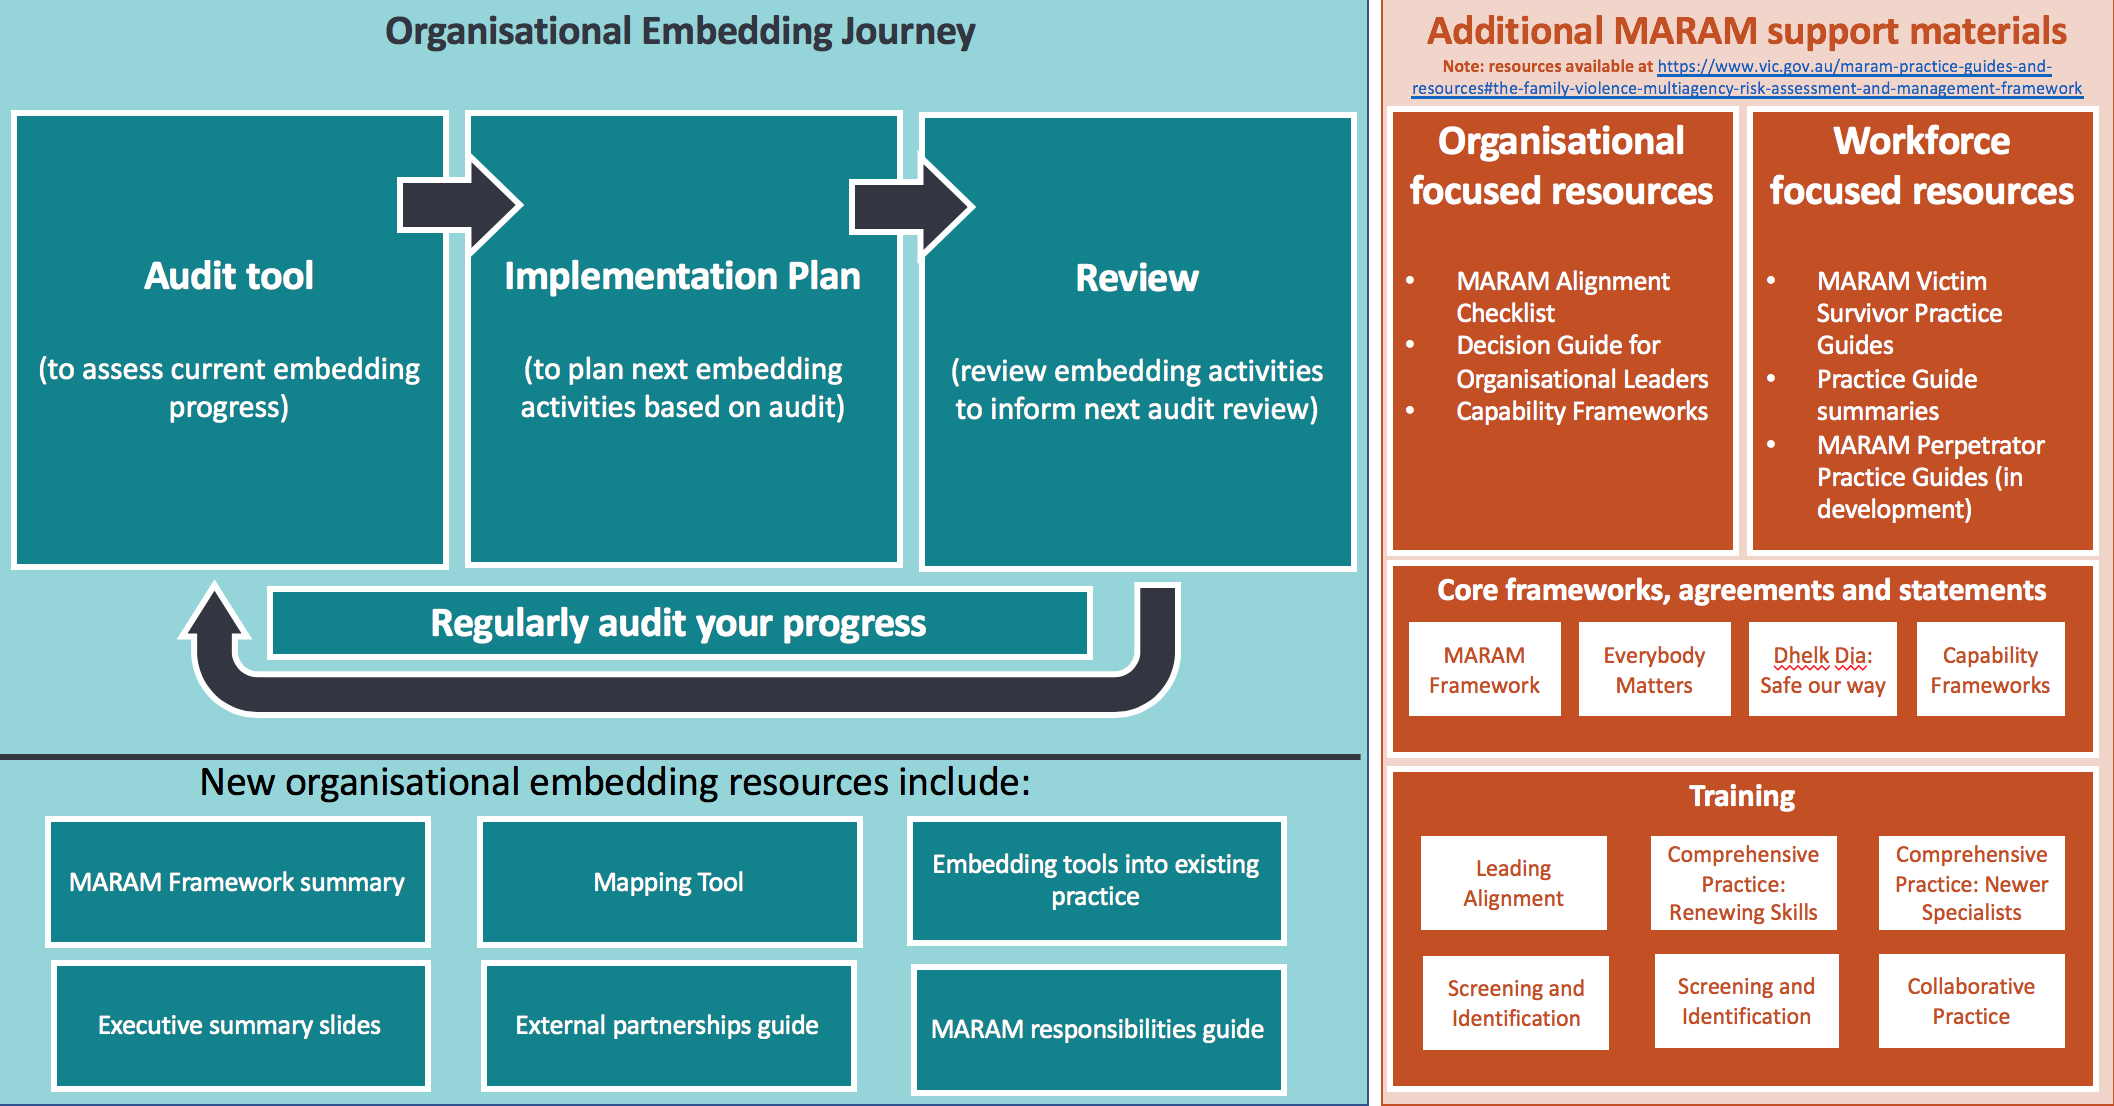 Organisational Embedding Journey
Audit tool
(to assess current embedding
progress)
Implementation Plan
(to plan next embedding
activities based on audit)
Review
(review embedding activities
to inform next audit review)
Regularly audit your progress
New organisational embedding resources include:
MARAM Framework summary
Mapping Tool
Embedding tools into existing
practice
Executive summary slides
External partnerships guide
MARAM responsibilities guide
Additional MARAM support materials
Note: resources available at https://www.vic.gov.au/maram-practice-guides-and-
resources#the-family-violence-multiagency-risk-assessment-and-management-framework
Organisational
focused resources
• MARAM Alignment
Checklist
• Decision Guide for
Organisational Leaders
• Capability Frameworks
Workforce
focused resources
• MARAM Victim
Survivor Practice
Guides
• Practice Guide
summaries
• MARAM Perpetrator
Practice Guides (in
development)
Core frameworks, agreements and statements
MARAM
Framework
Everybody
Matters
Dhelk Dja:
Safe our way
Capability
Frameworks
Training
Leading
Alignment
Comprehensive
Practice:
Renewing Skills
Comprehensive
Practice: Newer
Specialists
Screening and
Identification
Screening and
Identification
Collaborative
Practice